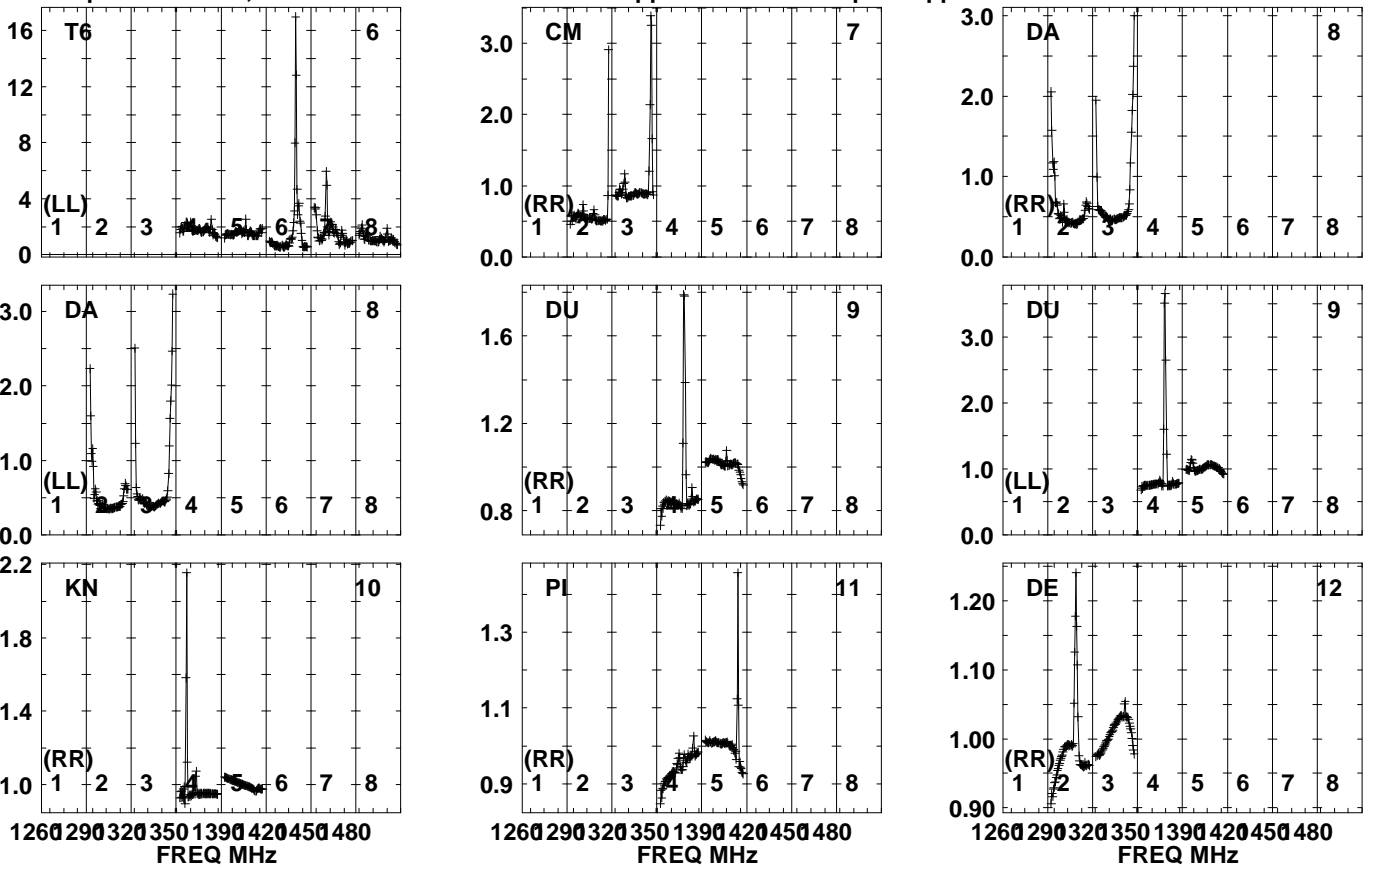 T6 6
16
12
8
4
0
(LL)
1 2 3 4 5 6 7 8
CM 7
3.0
2.0
1.0
0.0
(RR)
1 2 3 4 5 6 7 8
DA 8
3.0
2.0
1.0
0.0
(RR)
1 2 3 4 5 6 7 8
DA 8
3.0
2.0
1.0
0.0
(LL)
1 2 3 4 5 6 7 8
DU 9
1.6
1.2
0.8
(RR)
1 2 3 4 5 6 7 8
DU 9
3.0
2.0
1.0
0.0
(LL)
1 2 3 4 5 6 7 8
KN 10
2.2
1.8
1.4
1.0
(RR)
1 2 3 4 5 6 7 8
1260 1290 1320 1350 1390 1420 1450 1480
FREQ MHz
PI 11
1.3
1.1
0.9
(RR)
1 2 3 4 5 6 7 8
1260 1290 1320 1350 1390 1420 1450 1480
FREQ MHz
DE 12
1.20
1.10
1.00
0.90
(RR)
1 2 3 4 5 6 7 8
1260 1290 1320 1350 1390 1420 1450 1480
FREQ MHz